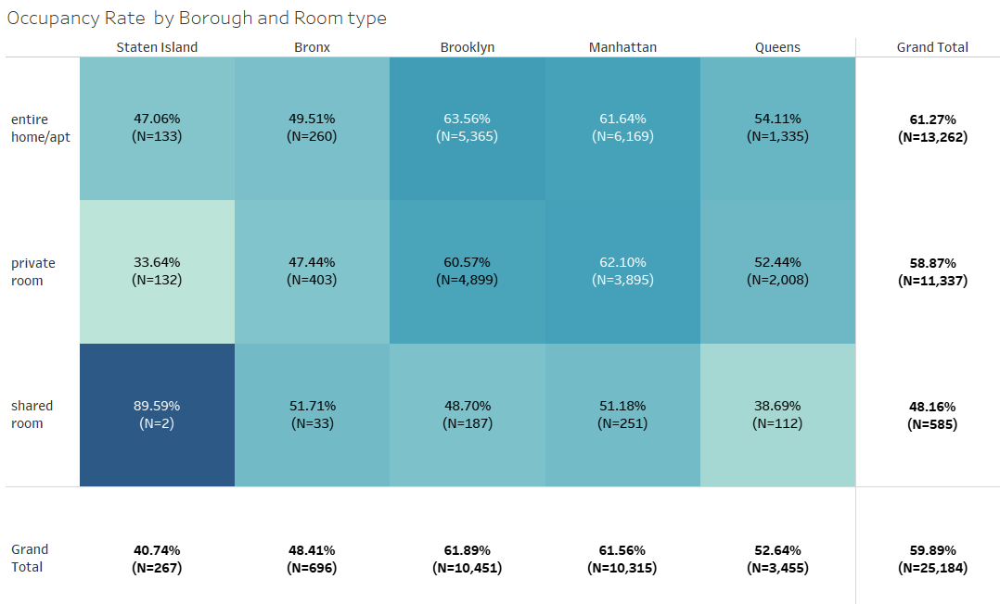 Occupancy Rate  by Borough and Room type
Staten Island Bronx Brooklyn Manhattan Queens Grand Total
entire home/apt
47.06% (N=133)
49.51% (N=260)
63.56% (N=5,365)
61.64% (N=6,169)
54.11% (N=1,335)
61.27% (N=13,262)
private room
33.64% (N=132)
47.44% (N=403)
60.57% (N=4,899)
62.10% (N=3,895)
52.44% (N=2,008)
58.87% (N=11,337)
shared room
89.59% (N=2)
51.71% (N=33)
48.70% (N=187)
51.18% (N=251)
38.69% (N=112)
48.16% (N=585)
Grand Total
40.74% (N=267)
48.41% (N=696)
61.89% (N=10,451)
61.56% (N=10,315)
52.64% (N=3,455)
59.89% (N=25,184)